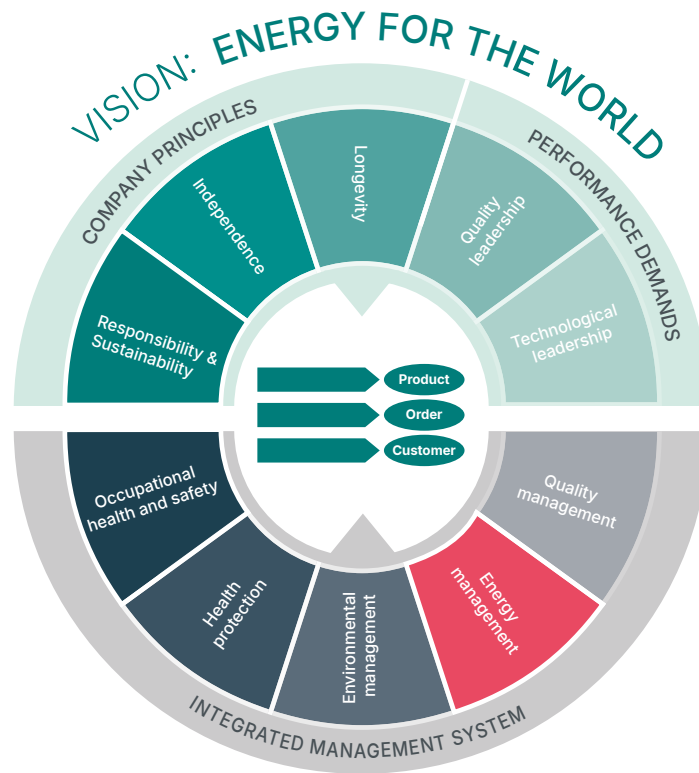 VISION: ENERGY FOR THE WORLD
COMPANY PRINCIPLES
PERFORMANCE DEMANDS
Responsibility &
Sustainability
Independence
Longevity
Quality
leadership
Technological
leadership
Product
Order
Customer
Occupational
health and safety
Health
protection
Environmental
management
Energy
management
Quality
management
INTEGRATED MANAGEMENT SYSTEM